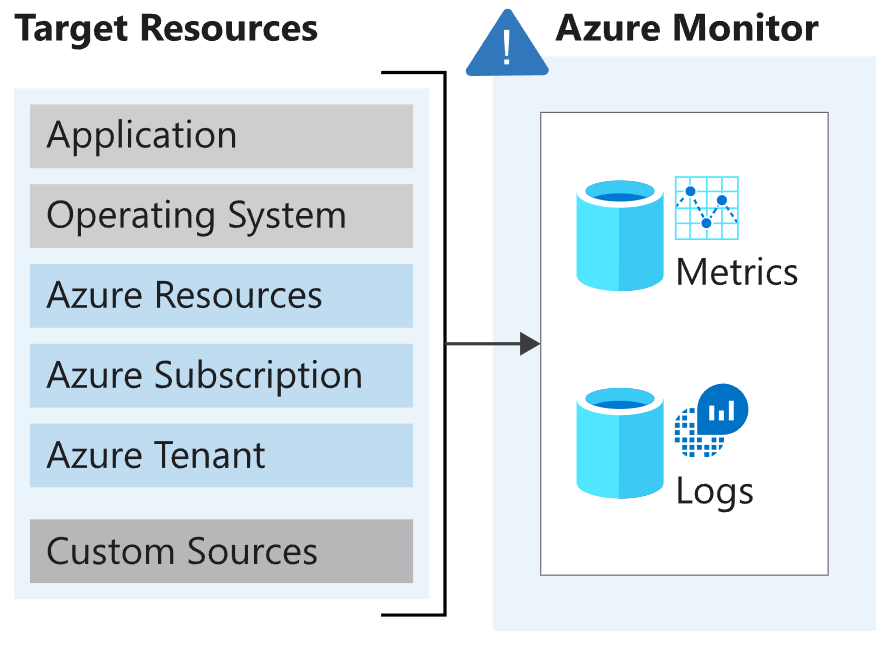 Target Resources
Azure Monitor
Application
Operating System
Azure Resources
Azure Subscription
Azure Tenant
Custom Sources
Metrics
Logs